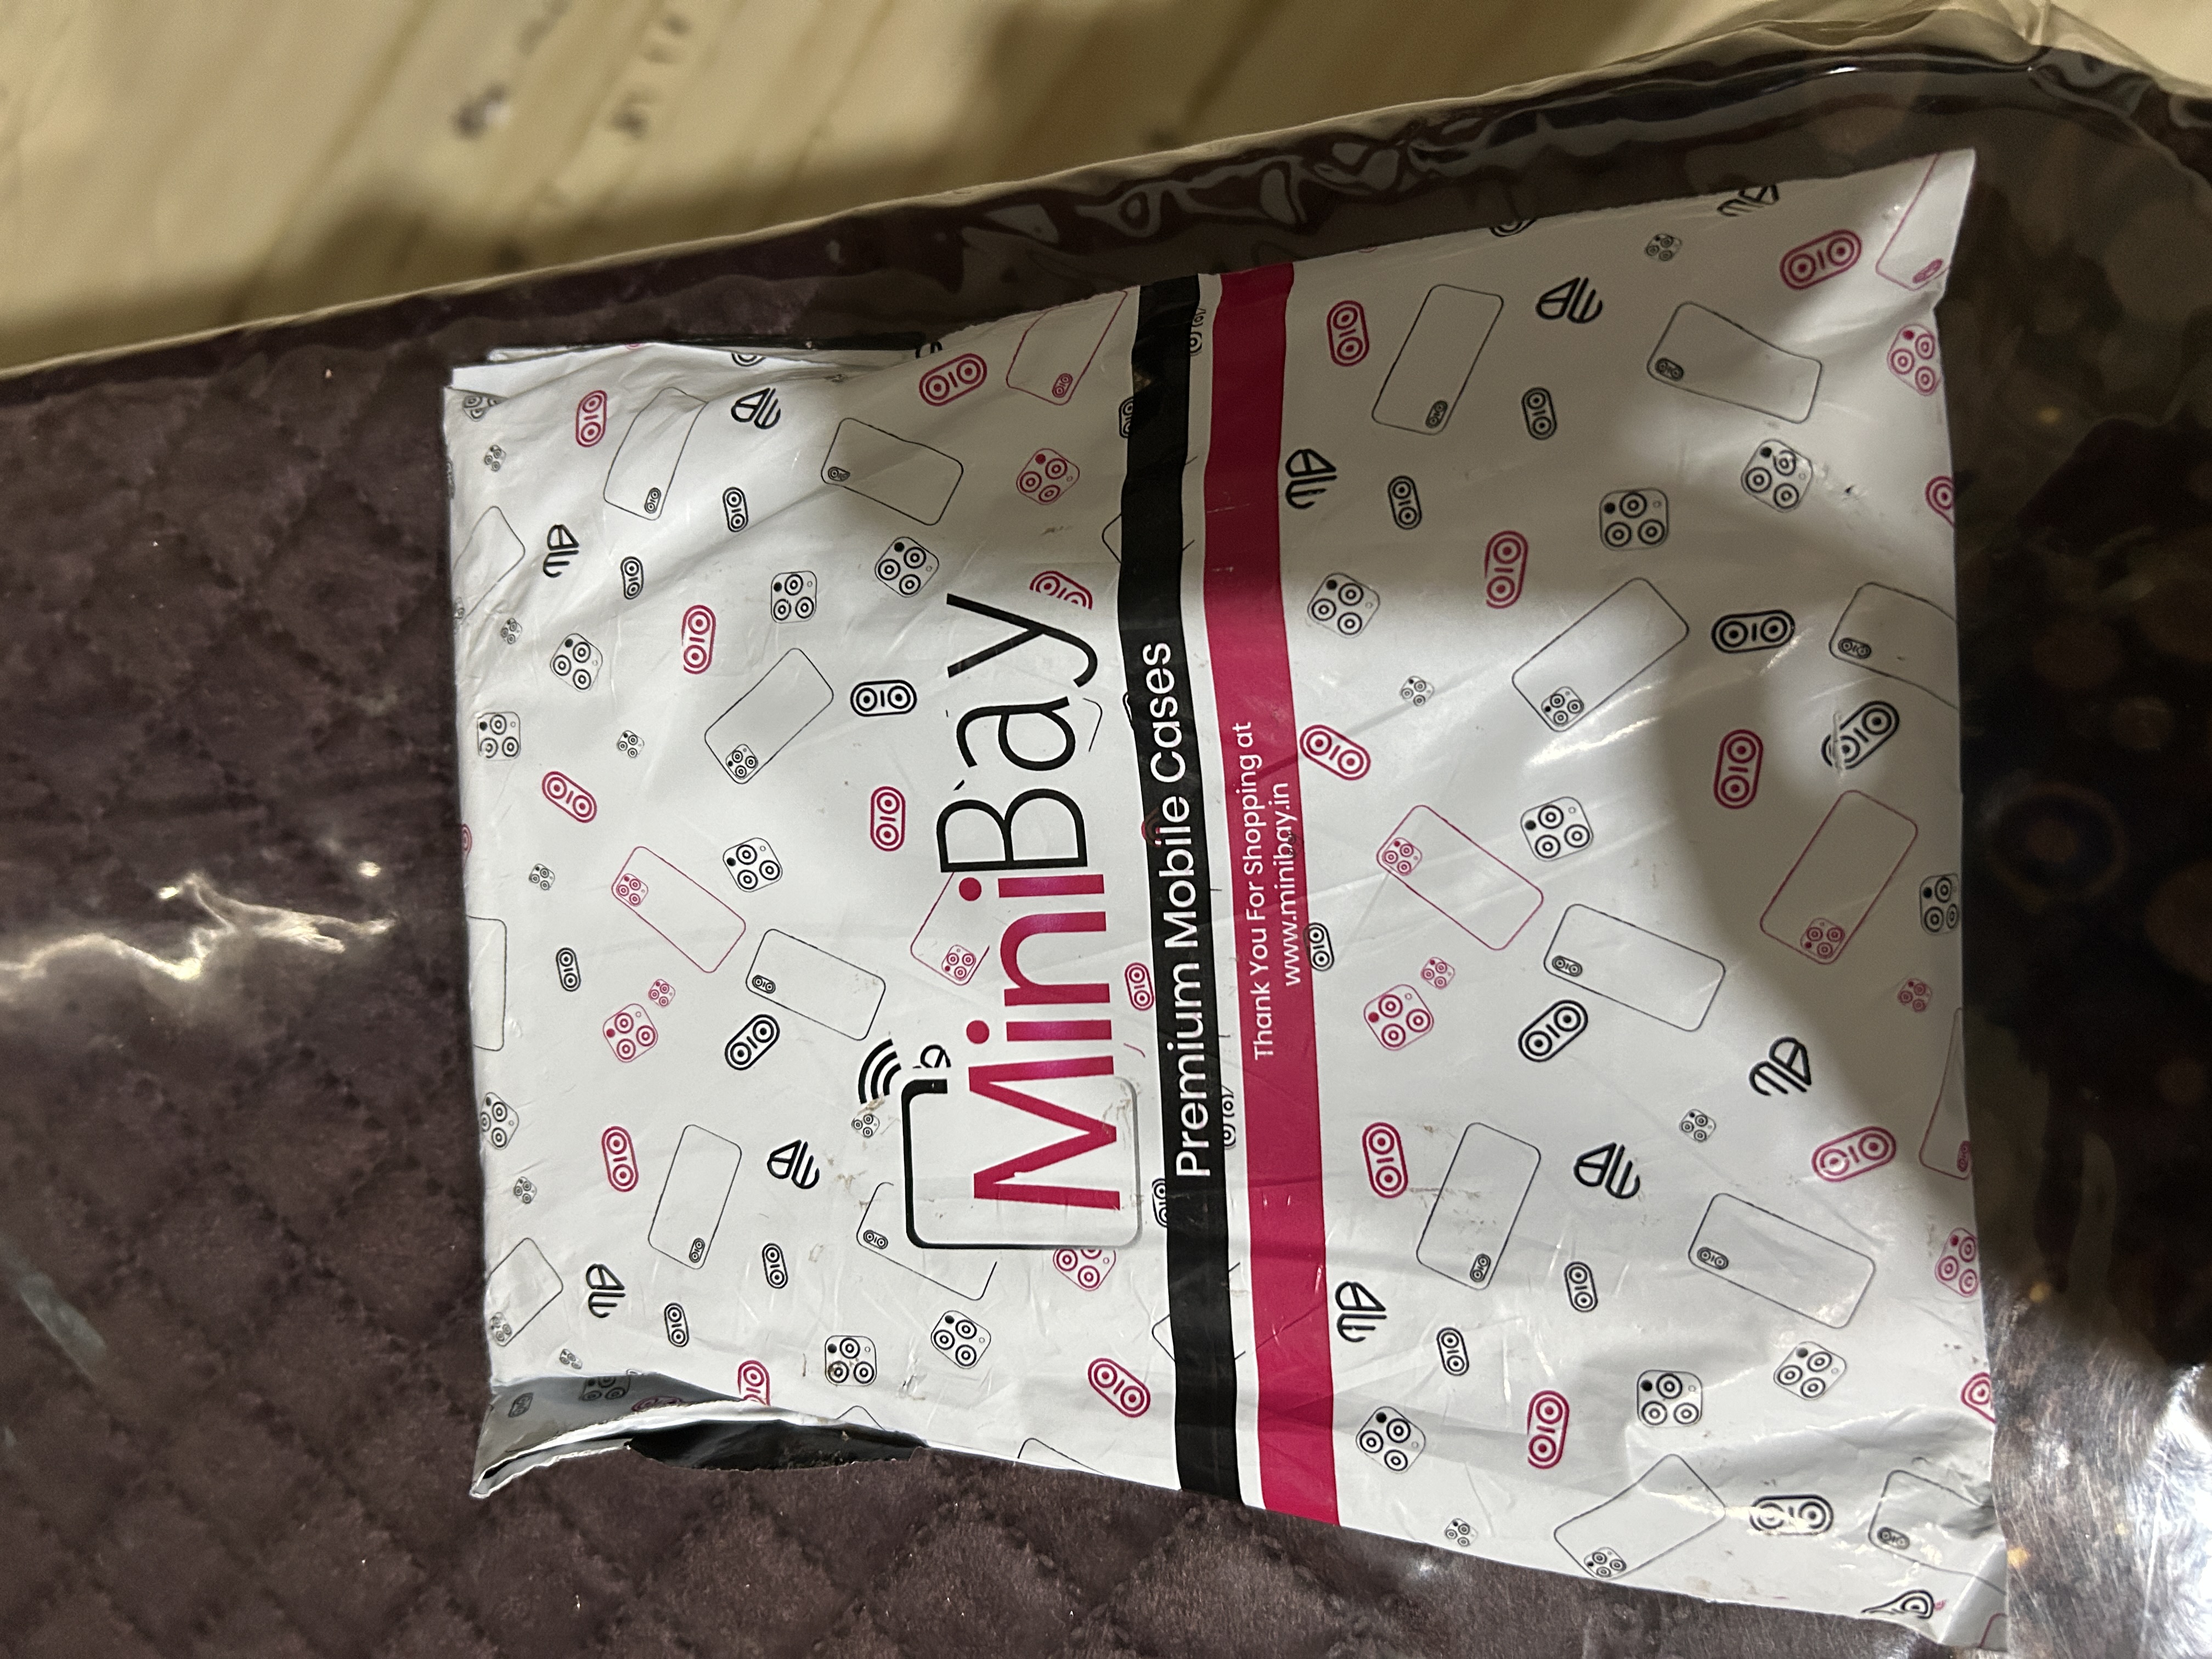 MiniBay
Premium Mobile Cases
Thank You For Shopping at
www.minibay.in